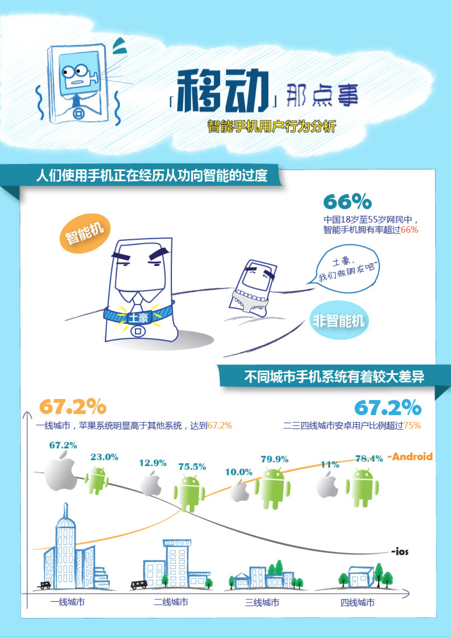 「移动」那点事
智能手机用户行为分析
人们使用手机正在经历从功向智能的过度
66%
中国18岁至55岁网民中，
智能手机拥有率超过66%
智能机
土豪，
我们做朋友吧~
土豪
非智能机
不同城市手机系统有着较大差异
67.2%
一线城市，苹果系统明显高于其他系统，达到67.2%
67.2%
二三四线城市安卓用户比例超过75%
67.2%
23.0%
12.9%
75.5%
10.0%
79.9%
11%
78.4%
-Android
-ios
一线城市
二线城市
三线城市
四线城市